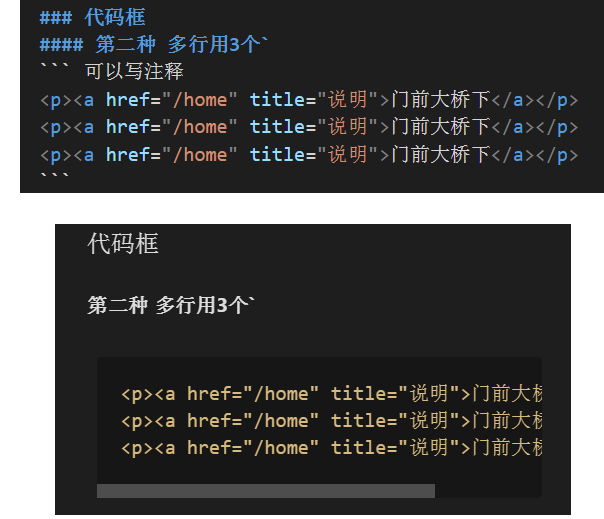 ### 代码框
#### 第二种 多行用3个`
``` 可以写注释
<p><a href="/home" title="说明">门前大桥下</a></p>
<p><a href="/home" title="说明">门前大桥下</a></p>
<p><a href="/home" title="说明">门前大桥下</a></p>
```
代码框
第二种 多行用3个`
<p><a href="/home" title="说明">门前大桥
<p><a href="/home" title="说明">门前大桥
<p><a href="/home" title="说明">门前大桥